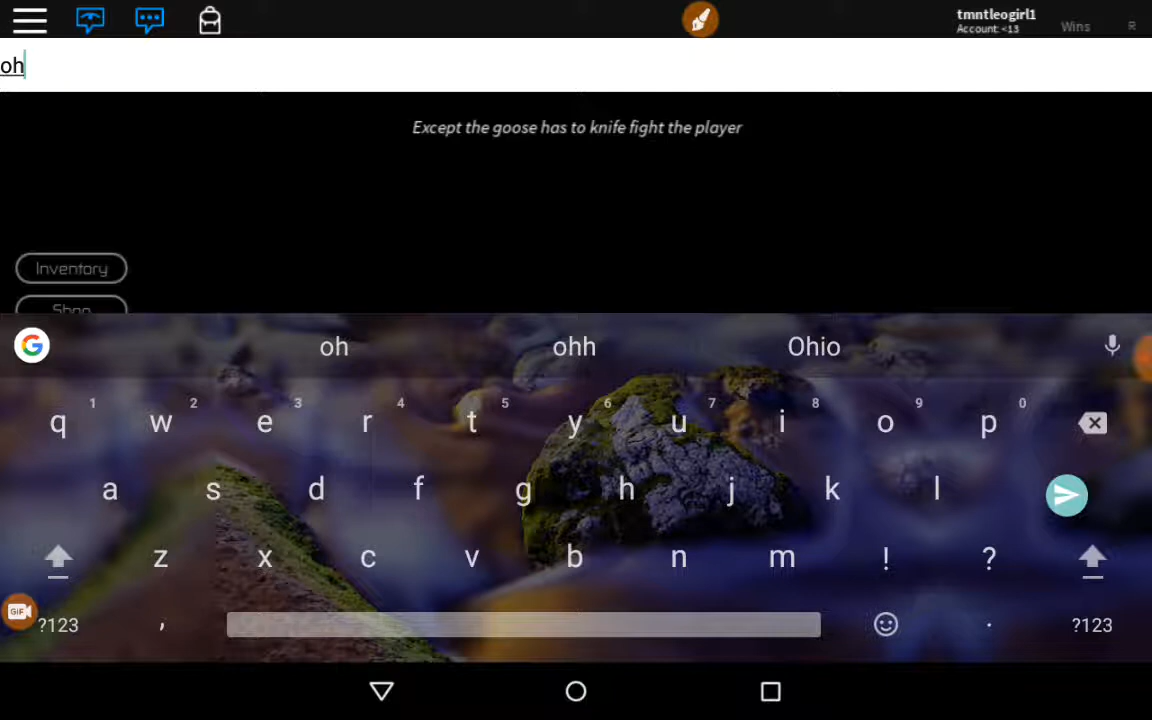 tmntleogirl1
Account: <13
Wins
R
oh
Except the goose has to knife fight the player
Inventory
Shop
G
oh ohh Ohio
1 2 3 4 5 6 7 8 9 0
q w e r t y u i o p
a s d f g h j k l
z x c v b n m ! ?
GIF
?123 , . ?123